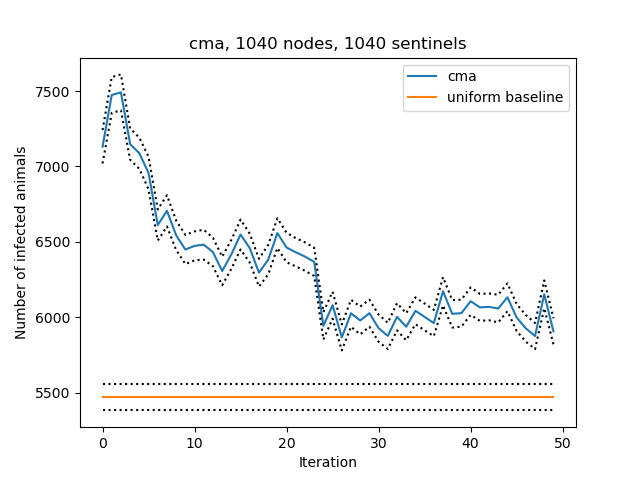 cma, 1040 nodes, 1040 sentinels
cma
uniform baseline
Number of infected animals
7500
7000
6500
6000
5500
0 10 20 30 40 50
Iteration